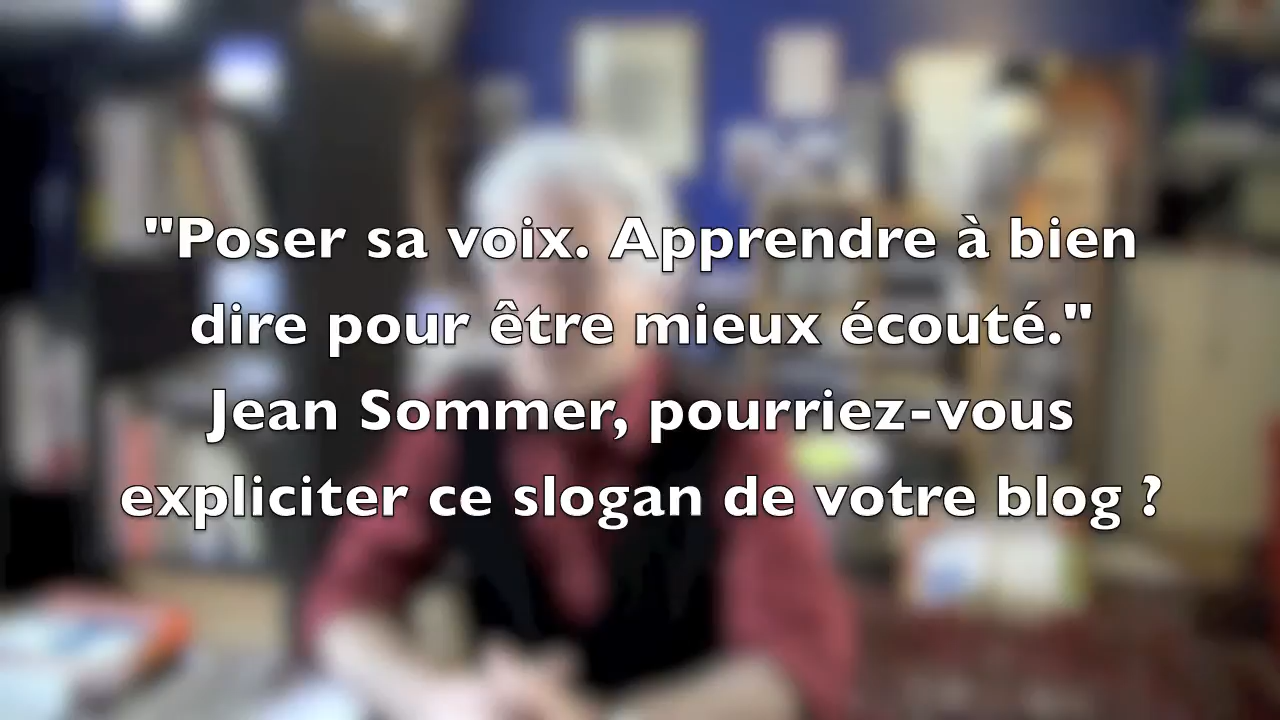 "Poser sa voix. Apprendre à bien
dire pour être mieux écouté."
Jean Sommer, pourriez-vous
expliciter ce slogan de votre blog ?